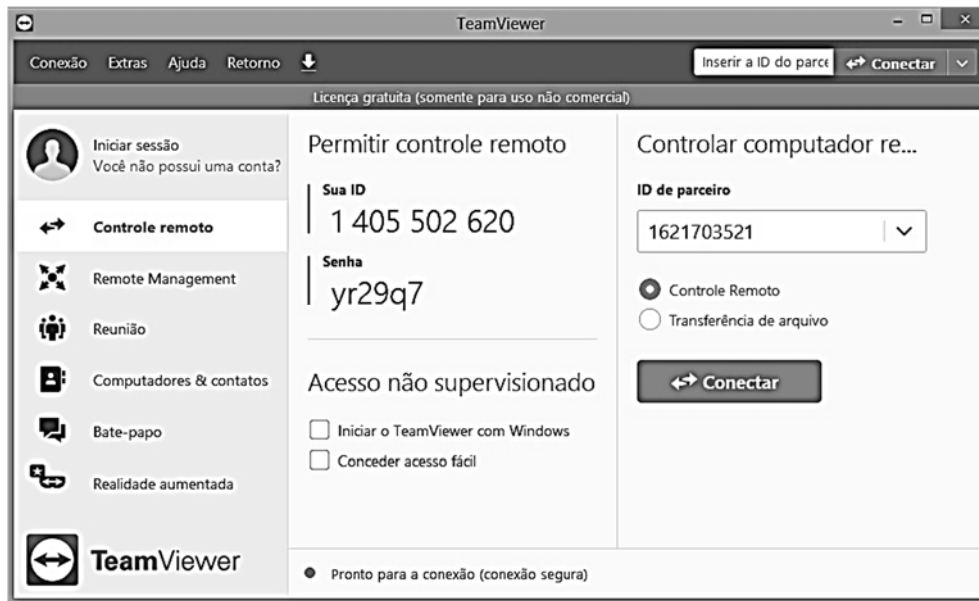 TeamViewer
Conexão Extras Ajuda Retorno
Inserir a ID do parce
Conectar
Licença gratuita (somente para uso não comercial)
Iniciar sessão
Você não possui uma conta?
Controle remoto
Remote Management
Reunião
Computadores & contatos
Bate-papo
Realidade aumentada
TeamViewer
Permitir controle remoto
Sua ID
1 405 502 620
Senha
yr29q7
Acesso não supervisionado
Iniciar o TeamViewer com Windows
Conceder acesso fácil
Controlar computador re...
ID de parceiro
1621703521
Controle Remoto
Transferência de arquivo
Conectar
Pronto para a conexão (conexão segura)